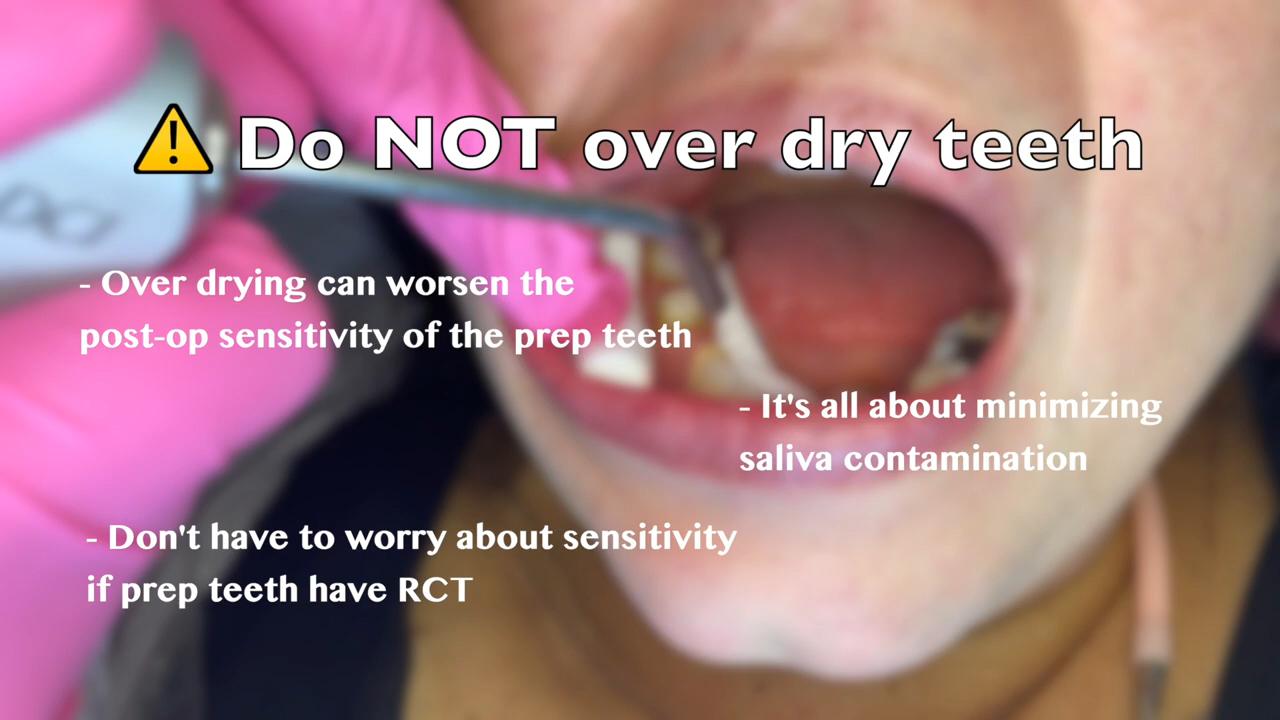 ⚠️ Do NOT over dry teeth
DCI
- Over drying can worsen the
post-op sensitivity of the prep teeth
- It's all about minimizing
saliva contamination
- Don't have to worry about sensitivity
if prep teeth have RCT